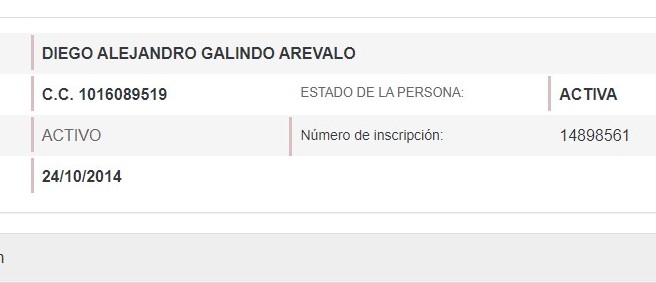 DIEGO ALEJANDRO GALINDO AREVALO
C.C. 1016089519 ESTADO DE LA PERSONA: ACTIVA
ACTIVO Número de inscripción: 14898561
24/10/2014
n